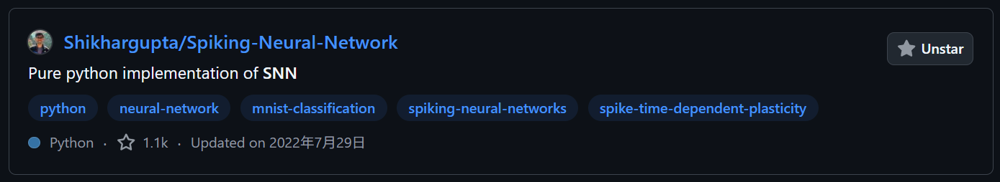 Shikhargupta/Spiking-Neural-Network
Unstar
Pure python implementation of SNN
python neural-network mnist-classification spiking-neural-networks spike-time-dependent-plasticity
Python · 1.1k · Updated on 2022年7月29日